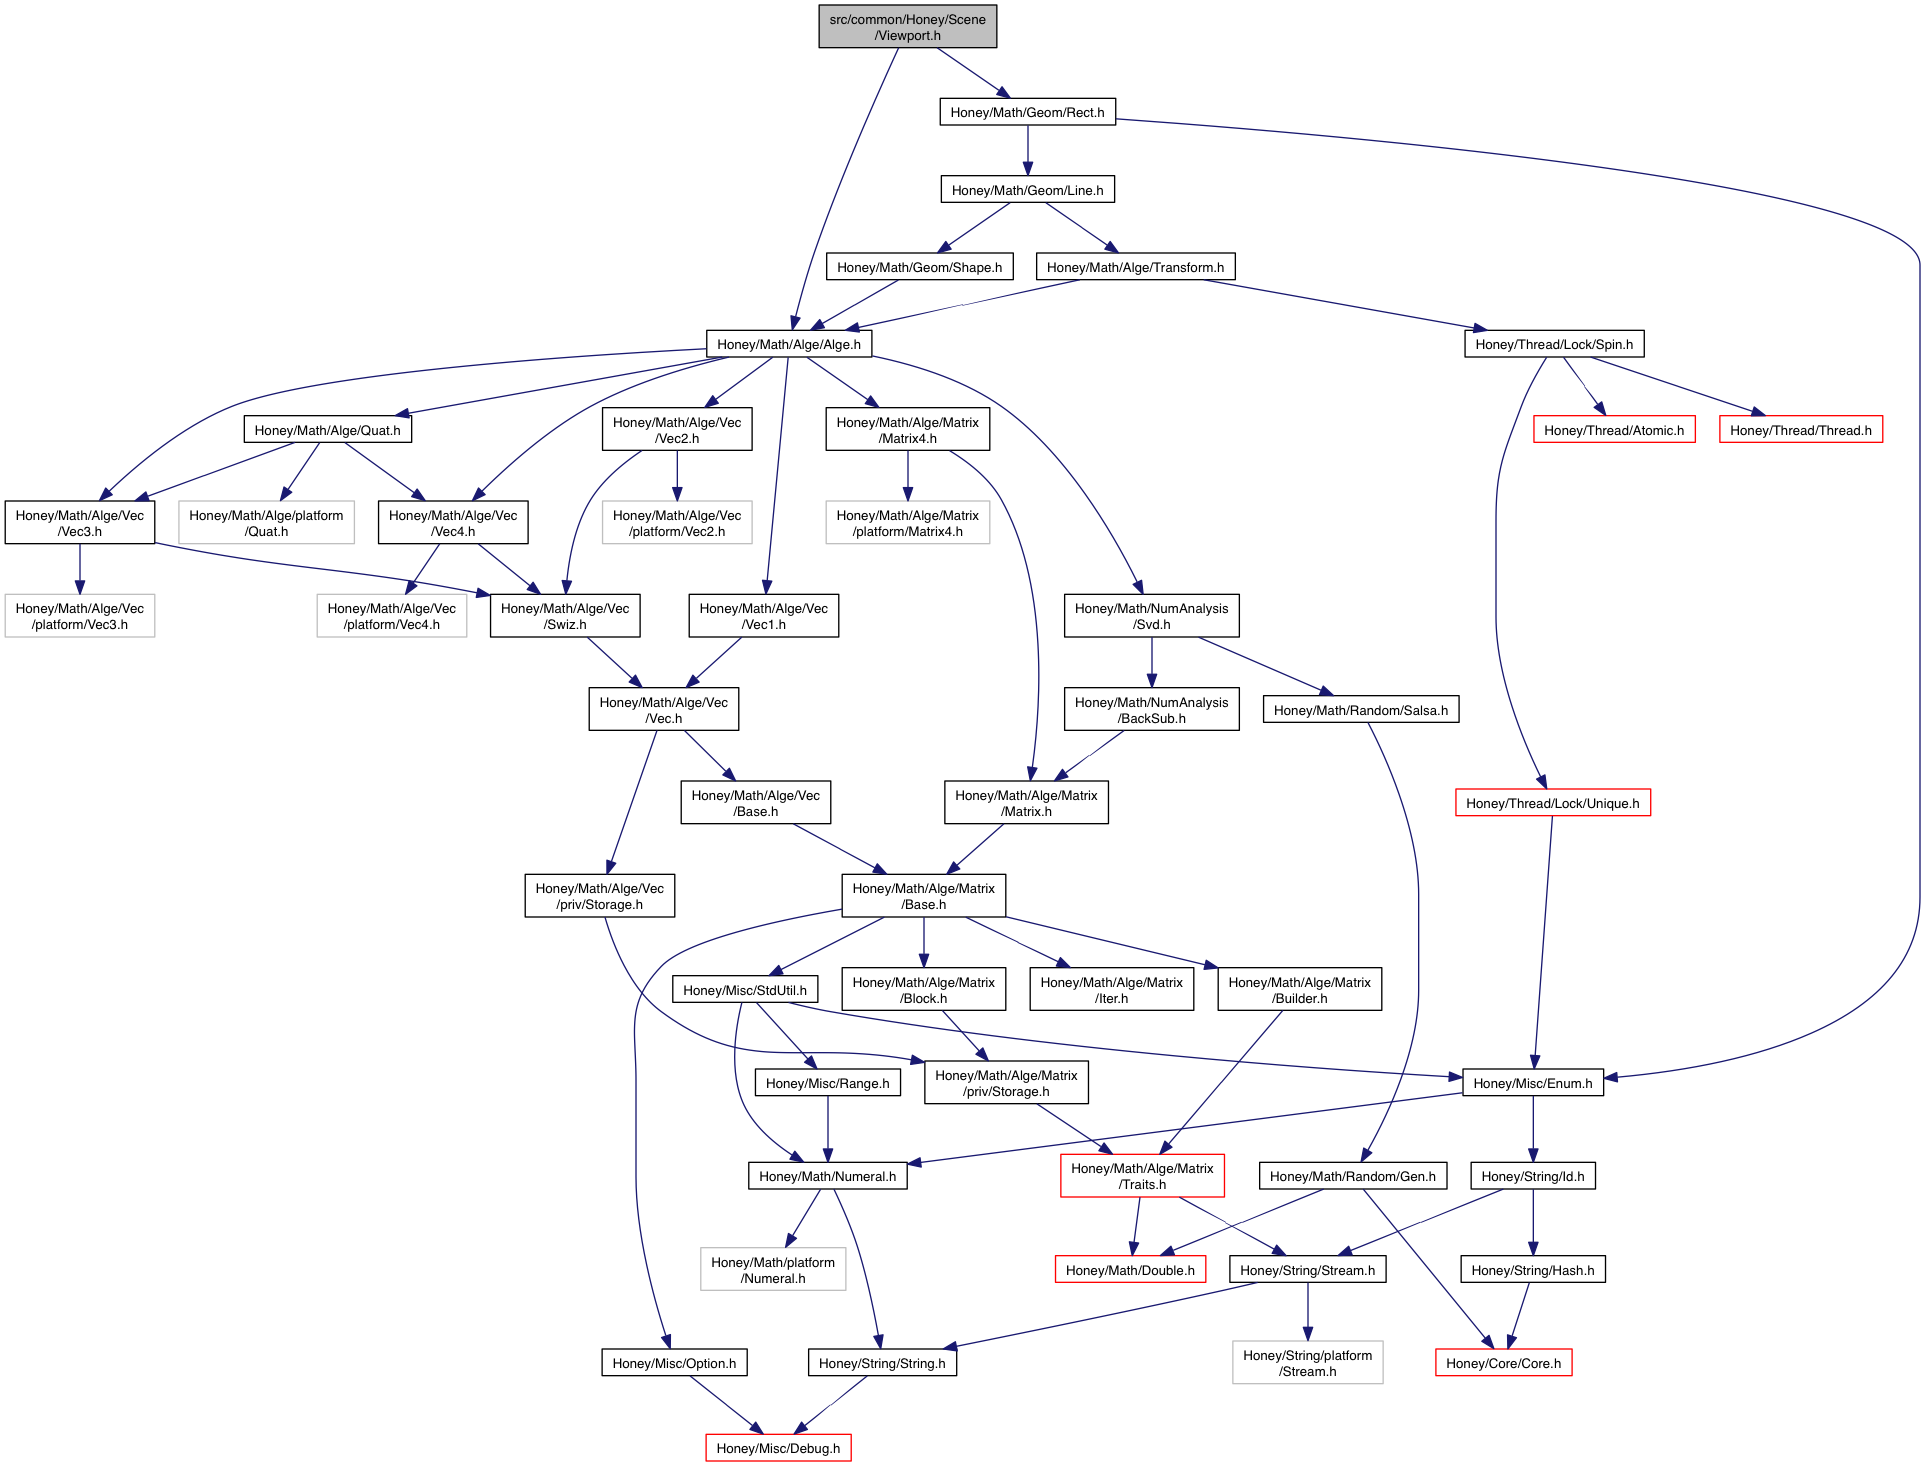 src/common/Honey/Scene
/Viewport.h
Honey/Math/Geom/Rect.h
Honey/Math/Geom/Line.h
Honey/Math/Geom/Shape.h
Honey/Math/Alge/Transform.h
Honey/Math/Alge/Alge.h
Honey/Thread/Lock/Spin.h
Honey/Math/Alge/Quat.h
Honey/Math/Alge/Vec
/Vec2.h
Honey/Math/Alge/Matrix
/Matrix4.h
Honey/Thread/Atomic.h
Honey/Thread/Thread.h
Honey/Math/Alge/Vec
/Vec3.h
Honey/Math/Alge/platform
/Quat.h
Honey/Math/Alge/Vec
/Vec4.h
Honey/Math/Alge/Vec
/platform/Vec2.h
Honey/Math/Alge/Matrix
/platform/Matrix4.h
Honey/Math/Alge/Vec
/platform/Vec3.h
Honey/Math/Alge/Vec
/platform/Vec4.h
Honey/Math/Alge/Vec
/Swiz.h
Honey/Math/Alge/Vec
/Vec1.h
Honey/Math/NumAnalysis
/Svd.h
Honey/Math/Alge/Vec
/Vec.h
Honey/Math/NumAnalysis
/BackSub.h
Honey/Math/Random/Salsa.h
Honey/Math/Alge/Vec
/Base.h
Honey/Math/Alge/Matrix
/Matrix.h
Honey/Thread/Lock/Unique.h
Honey/Math/Alge/Vec
/priv/Storage.h
Honey/Math/Alge/Matrix
/Base.h
Honey/Misc/StdUtil.h
Honey/Math/Alge/Matrix
/Block.h
Honey/Math/Alge/Matrix
/Iter.h
Honey/Math/Alge/Matrix
/Builder.h
Honey/Misc/Range.h
Honey/Math/Alge/Matrix
/priv/Storage.h
Honey/Misc/Enum.h
Honey/Math/Numeral.h
Honey/Math/Alge/Matrix
/Traits.h
Honey/Math/Random/Gen.h
Honey/String/Id.h
Honey/Math/platform
/Numeral.h
Honey/Math/Double.h
Honey/String/Stream.h
Honey/String/Hash.h
Honey/Misc/Option.h
Honey/String/String.h
Honey/String/platform
/Stream.h
Honey/Core/Core.h
Honey/Misc/Debug.h